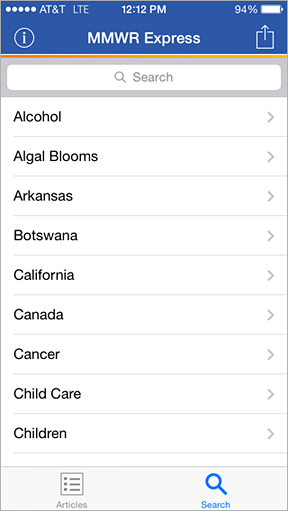 ●●●●● AT&T LTE 12:12 PM 94%
MMWR Express
Search
Alcohol
Algal Blooms
Arkansas
Botswana
California
Canada
Cancer
Child Care
Children
Articles Search